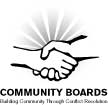 COMMUNITY BOARDS
Building Community Through Conflict Resolution